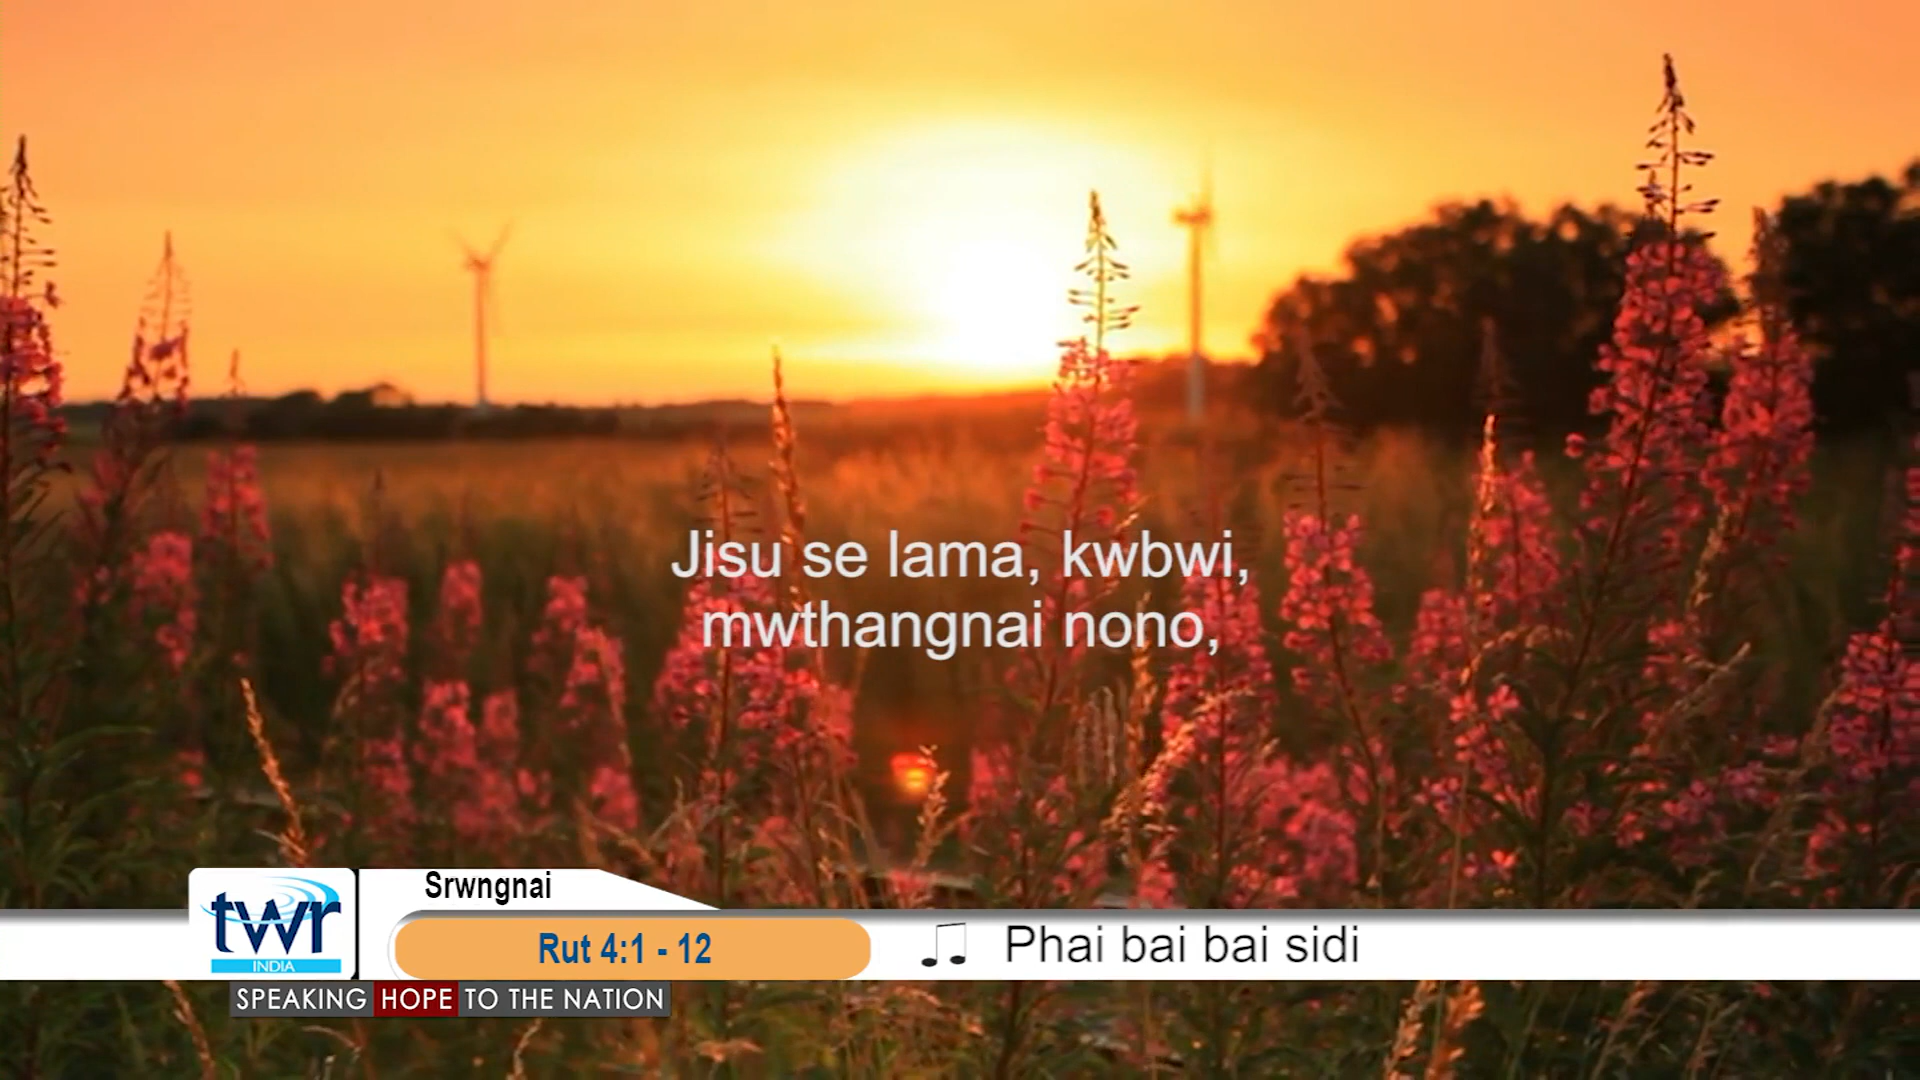 Jisu se lama, kwbwi,
mwthangnai nono,
Srwngnai
twr
INDIA
Rut 4:1 - 12
Phai bai bai sidi
SPEAKING HOPE TO THE NATION